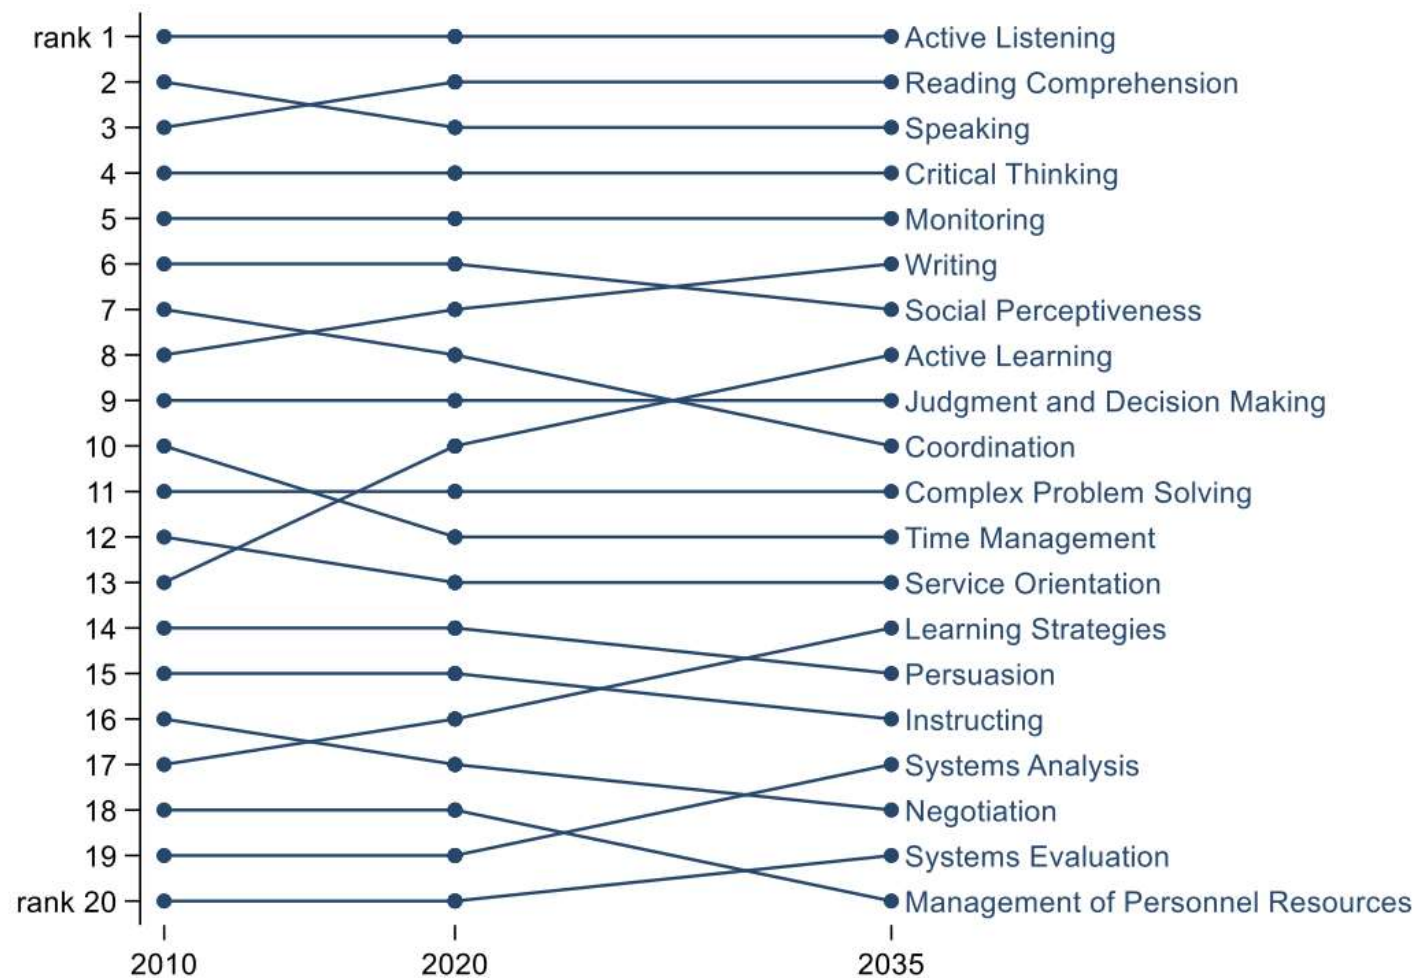 rank 1 Active Listening
2 Reading Comprehension
3 Speaking
4 Critical Thinking
5 Monitoring
6 Writing
7 Social Perceptiveness
8 Active Learning
9 Judgment and Decision Making
10 Coordination
11 Complex Problem Solving
12 Time Management
13 Service Orientation
14 Learning Strategies
15 Persuasion
16 Instructing
17 Systems Analysis
18 Negotiation
19 Systems Evaluation
rank 20 Management of Personnel Resources
2010 2020 2035